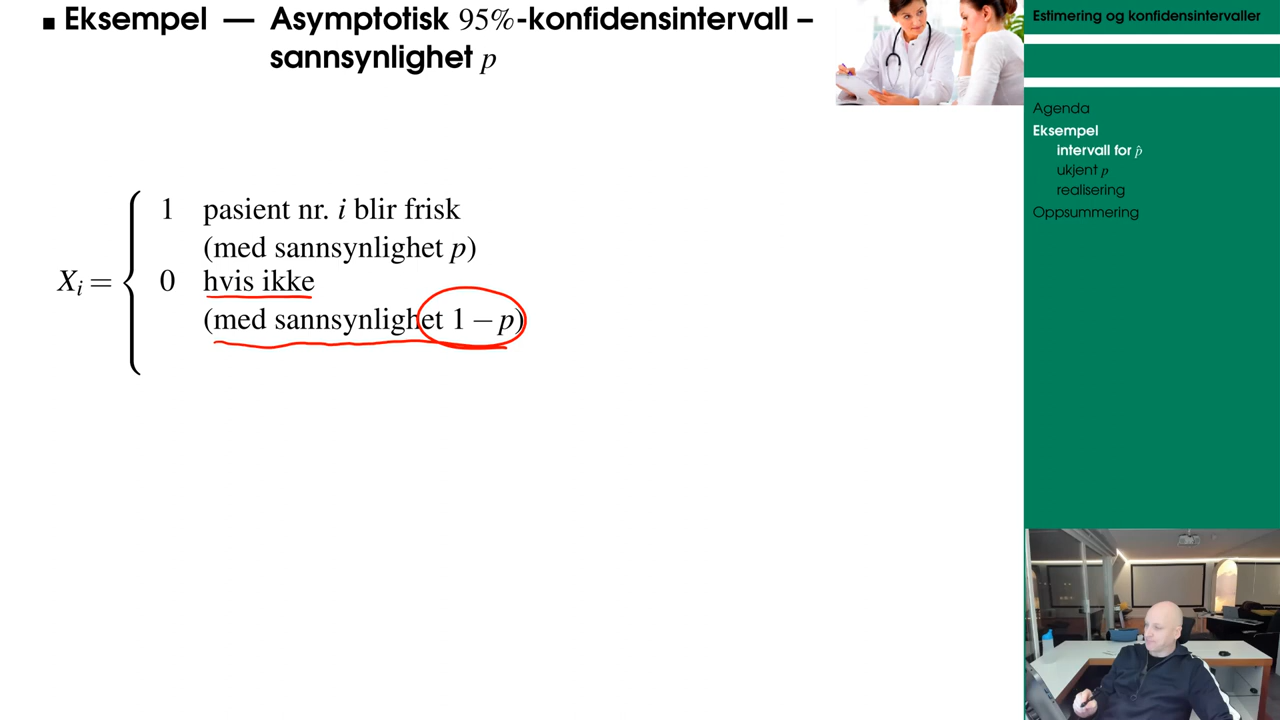 Eksempel — Asymptotisk 95%-konfidensintervall –
sannsynlighet p
X_i = { 1 pasient nr. i blir frisk
(med sannsynlighet p)
0 hvis ikke
(med sannsynlighet 1 − p)
Estimering og konfidensintervaller
Agenda
Eksempel
intervall for p̂
ukjent p
realisering
Oppsummering